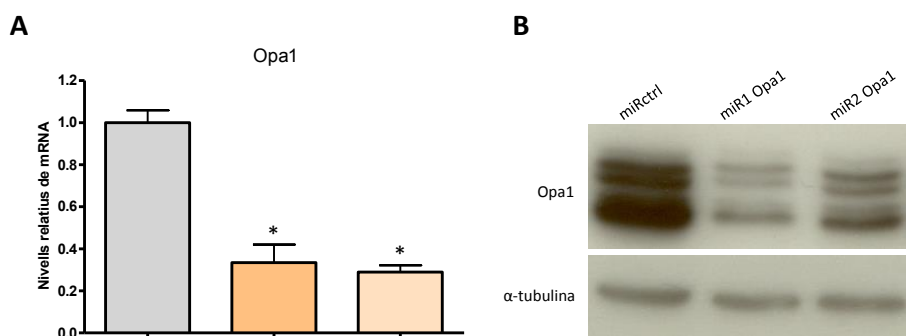 A
Opa1
Nivells relatius de mRNA
1.2
1.0
0.8
0.6
0.4
0.2
0.0
*
*
B
miRctrl
miR1 Opa1
miR2 Opa1
Opa1
α-tubulina